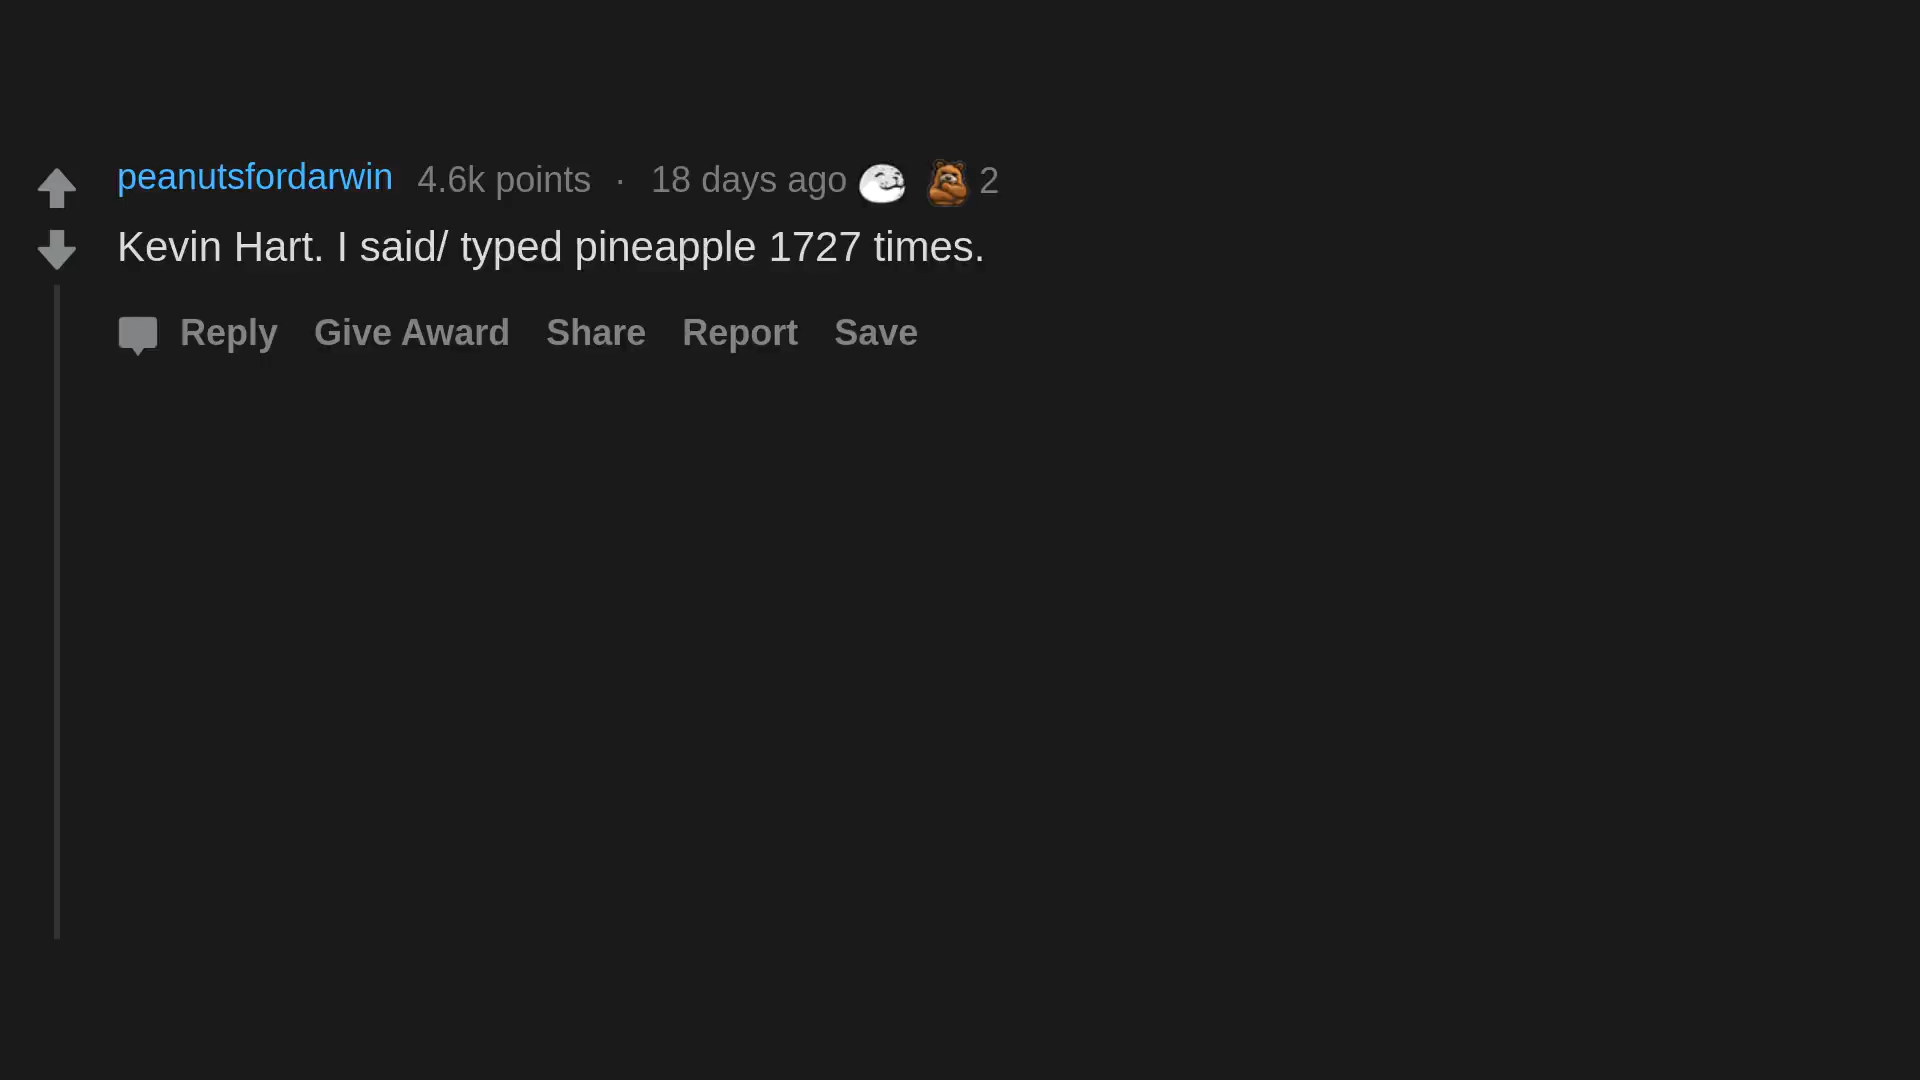 peanutsfordarwin 4.6k points · 18 days ago 2
Kevin Hart. I said/ typed pineapple 1727 times.
Reply Give Award Share Report Save